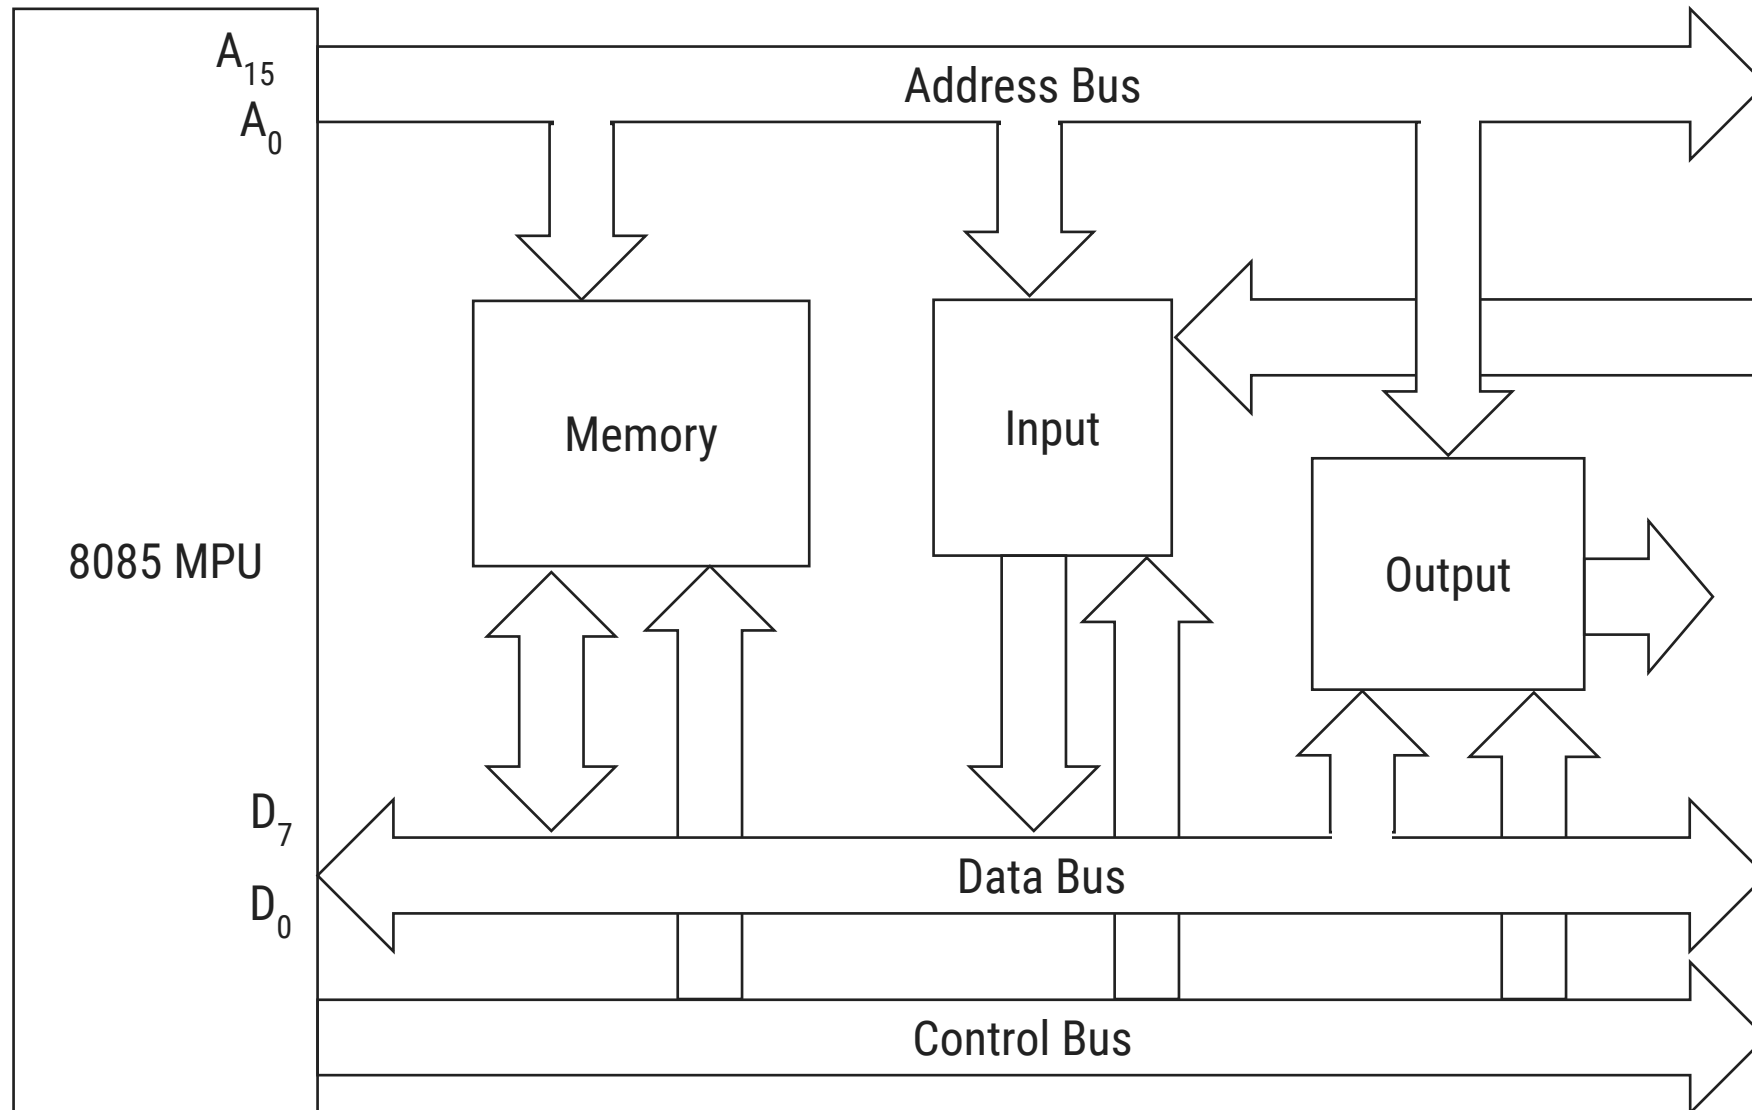 A15
Address Bus
A0
Memory
Input
8085 MPU
Output
D7
Data Bus
D0
Control Bus